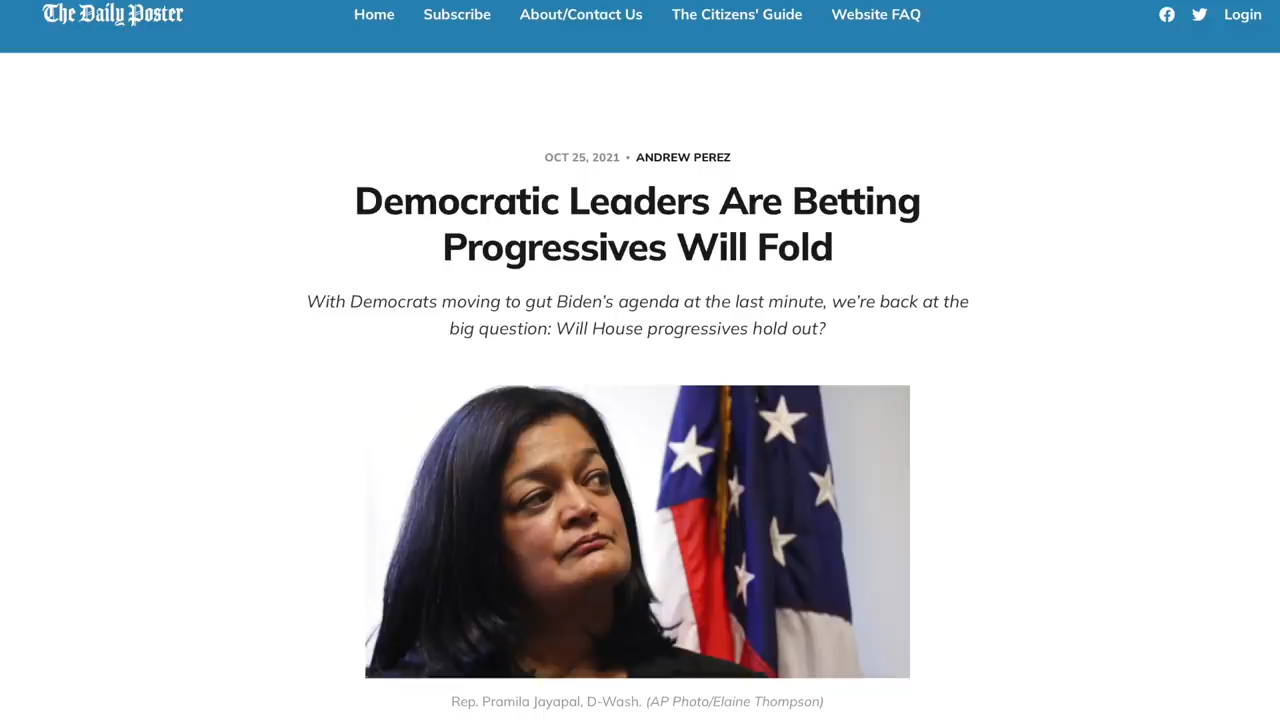 The Daily Poster
Home Subscribe About/Contact Us The Citizens' Guide Website FAQ Login
OCT 25, 2021 • ANDREW PEREZ
Democratic Leaders Are Betting
Progressives Will Fold
With Democrats moving to gut Biden’s agenda at the last minute, we’re back at the
big question: Will House progressives hold out?
Rep. Pramila Jayapal, D-Wash. (AP Photo/Elaine Thompson)